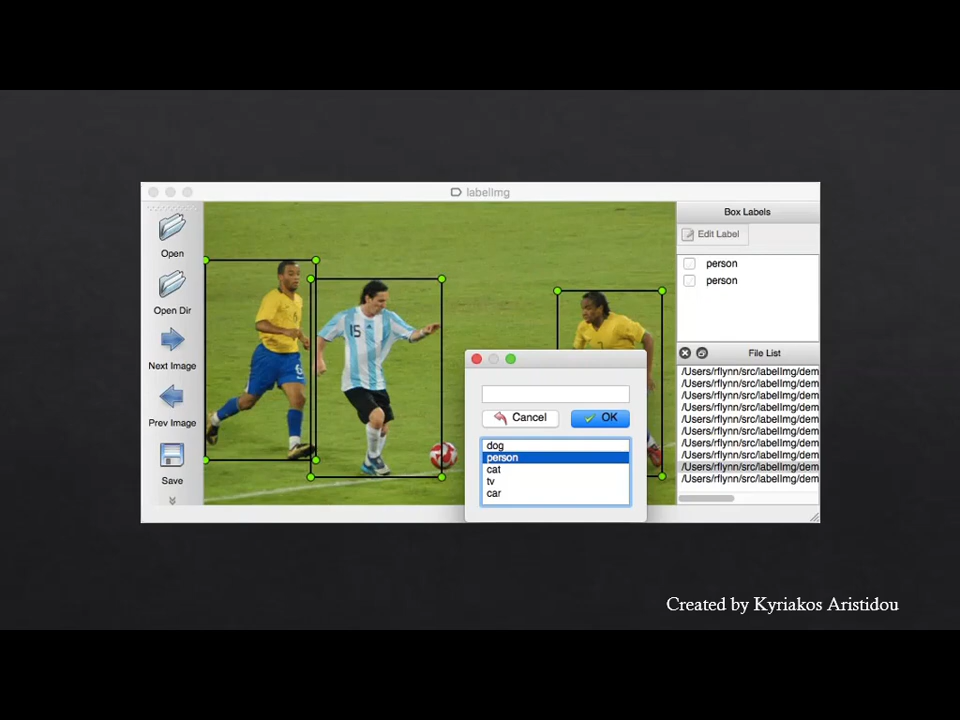 labelImg
Open
Open Dir
Next Image
Prev Image
Save
15
6
Box Labels
Edit Label
person
person
File List
/Users/rflynn/src/labelImg/dem
/Users/rflynn/src/labelImg/dem
/Users/rflynn/src/labelImg/dem
/Users/rflynn/src/labelImg/dem
/Users/rflynn/src/labelImg/dem
/Users/rflynn/src/labelImg/dem
/Users/rflynn/src/labelImg/dem
/Users/rflynn/src/labelImg/dem
/Users/rflynn/src/labelImg/dem
/Users/rflynn/src/labelImg/dem
Cancel
OK
dog
person
cat
tv
car
Created by Kyriakos Aristidou